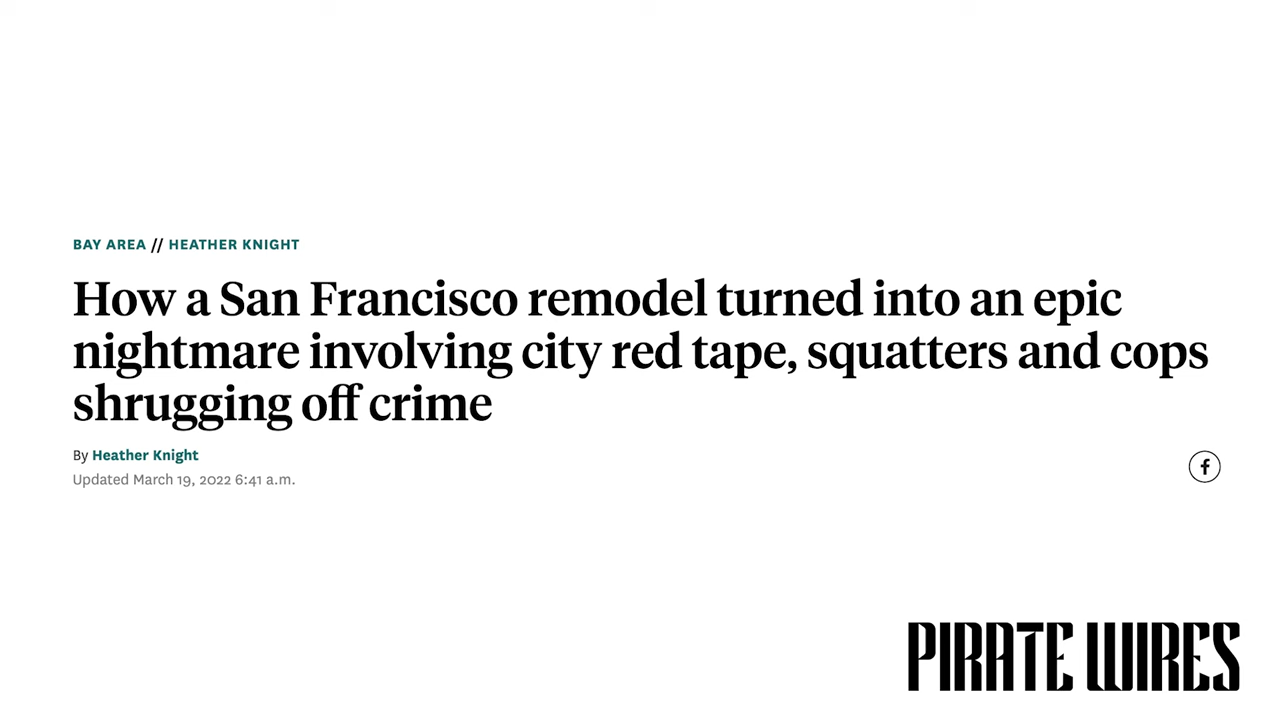 BAY AREA // HEATHER KNIGHT
How a San Francisco remodel turned into an epic
nightmare involving city red tape, squatters and cops
shrugging off crime
By Heather Knight
Updated March 19, 2022 6:41 a.m.
f
PIRATE WIRES